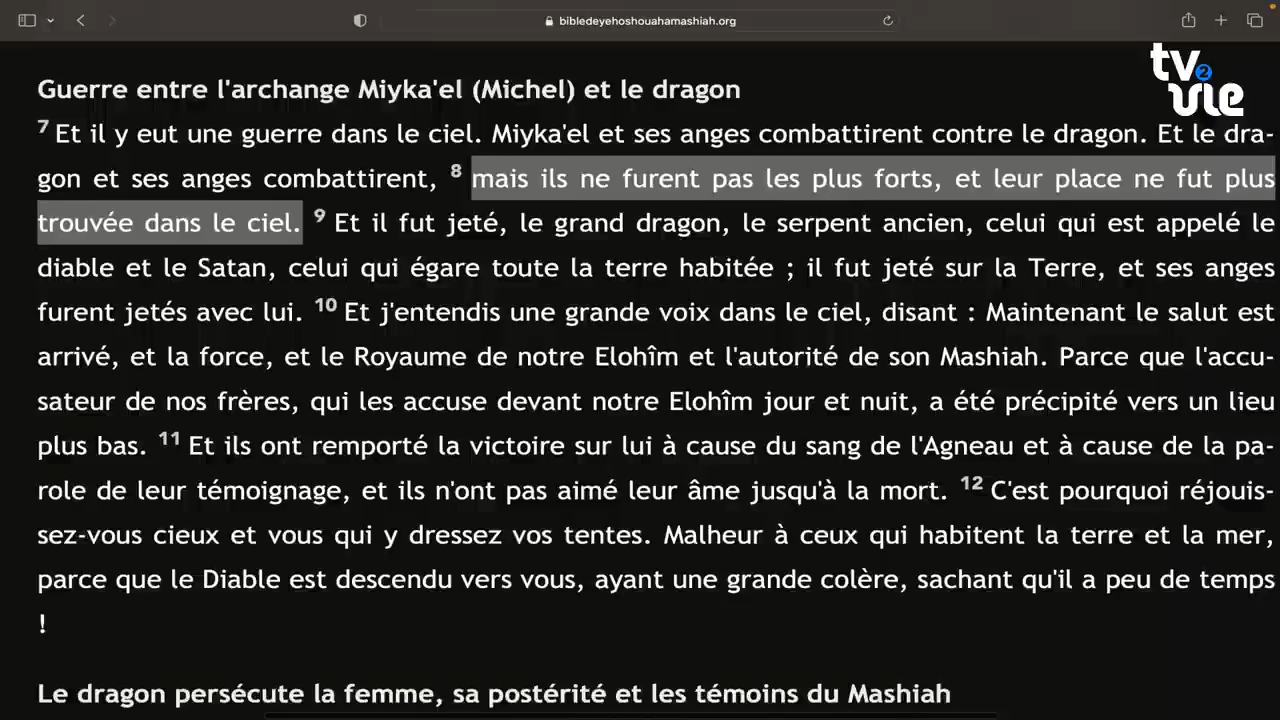 bibledeyehoshouahamashiah.org
tv2vie
Guerre entre l'archange Miyka'el (Michel) et le dragon
7 Et il y eut une guerre dans le ciel. Miyka'el et ses anges combattirent contre le dragon. Et le dra-
gon et ses anges combattirent, 8 mais ils ne furent pas les plus forts, et leur place ne fut plus
trouvée dans le ciel. 9 Et il fut jeté, le grand dragon, le serpent ancien, celui qui est appelé le
diable et le Satan, celui qui égare toute la terre habitée ; il fut jeté sur la Terre, et ses anges
furent jetés avec lui. 10 Et j'entendis une grande voix dans le ciel, disant : Maintenant le salut est
arrivé, et la force, et le Royaume de notre Elohîm et l'autorité de son Mashiah. Parce que l'accu-
sateur de nos frères, qui les accuse devant notre Elohîm jour et nuit, a été précipité vers un lieu
plus bas. 11 Et ils ont remporté la victoire sur lui à cause du sang de l'Agneau et à cause de la pa-
role de leur témoignage, et ils n'ont pas aimé leur âme jusqu'à la mort. 12 C'est pourquoi réjouis-
sez-vous cieux et vous qui y dressez vos tentes. Malheur à ceux qui habitent la terre et la mer,
parce que le Diable est descendu vers vous, ayant une grande colère, sachant qu'il a peu de temps
!
Le dragon persécute la femme, sa postérité et les témoins du Mashiah